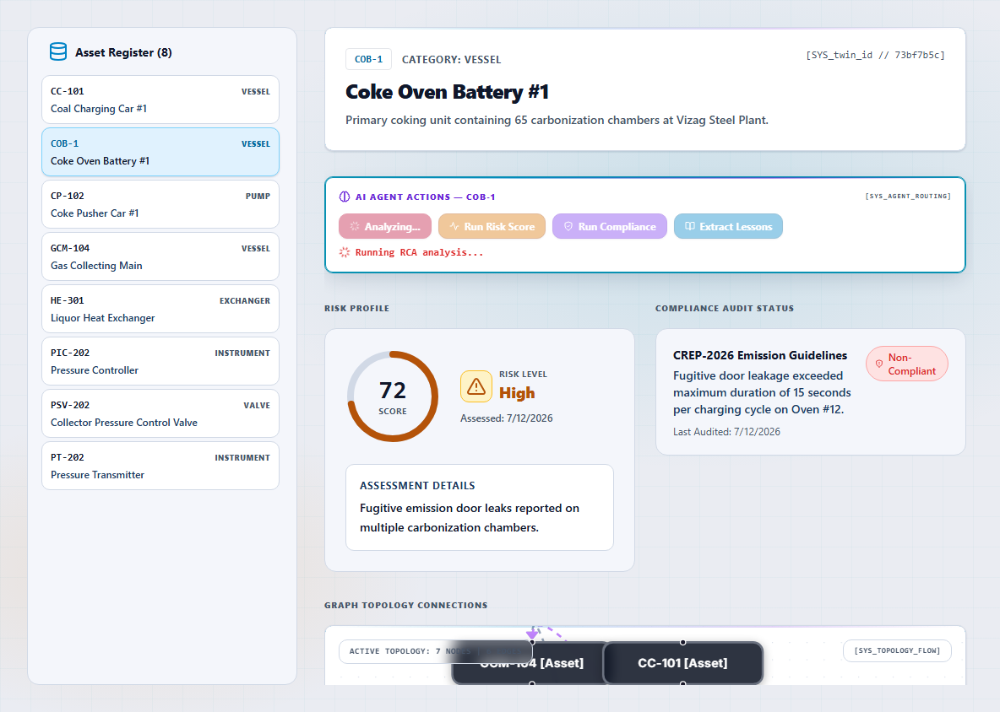 Asset Register (8)
CC-101 VESSEL
Coal Charging Car #1
COB-1 VESSEL
Coke Oven Battery #1
CP-102 PUMP
Coke Pusher Car #1
GCM-104 VESSEL
Gas Collecting Main
HE-301 EXCHANGER
Liquor Heat Exchanger
PIC-202 INSTRUMENT
Pressure Controller
PSV-202 VALVE
Collector Pressure Control Valve
PT-202 INSTRUMENT
Pressure Transmitter
COB-1 CATEGORY: VESSEL [SYS_twin_id // 73bf7b5c]
Coke Oven Battery #1
Primary coking unit containing 65 carbonization chambers at Vizag Steel Plant.
AI AGENT ACTIONS — COB-1 [SYS_AGENT_ROUTING]
Analyzing... Run Risk Score Run Compliance Extract Lessons
Running RCA analysis...
RISK PROFILE
72
SCORE
RISK LEVEL
High
Assessed: 7/12/2026
ASSESSMENT DETAILS
Fugitive emission door leaks reported on
multiple carbonization chambers.
COMPLIANCE AUDIT STATUS
CREP-2026 Emission Guidelines
Fugitive door leakage exceeded
maximum duration of 15 seconds
per charging cycle on Oven #12.
Last Audited: 7/12/2026
Non-
Compliant
GRAPH TOPOLOGY CONNECTIONS
ACTIVE TOPOLOGY: 7 [SYS_TOPOLOGY_FLOW]
[Asset] CC-101 [Asset]